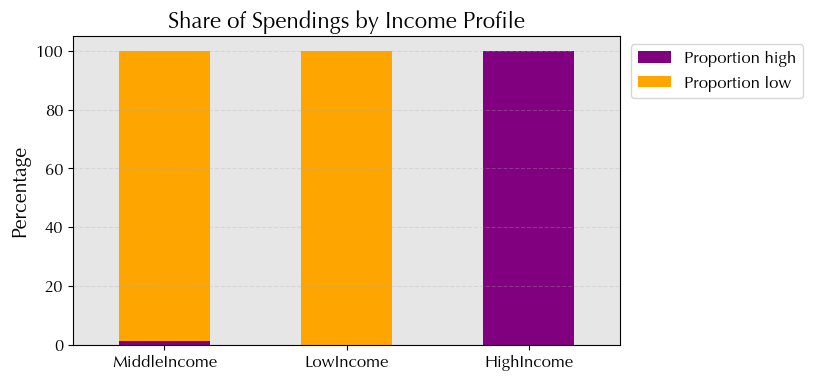 Share of Spendings by Income Profile
Percentage
100
80
60
40
20
0
MiddleIncome
LowIncome
HighIncome
Proportion high
Proportion low